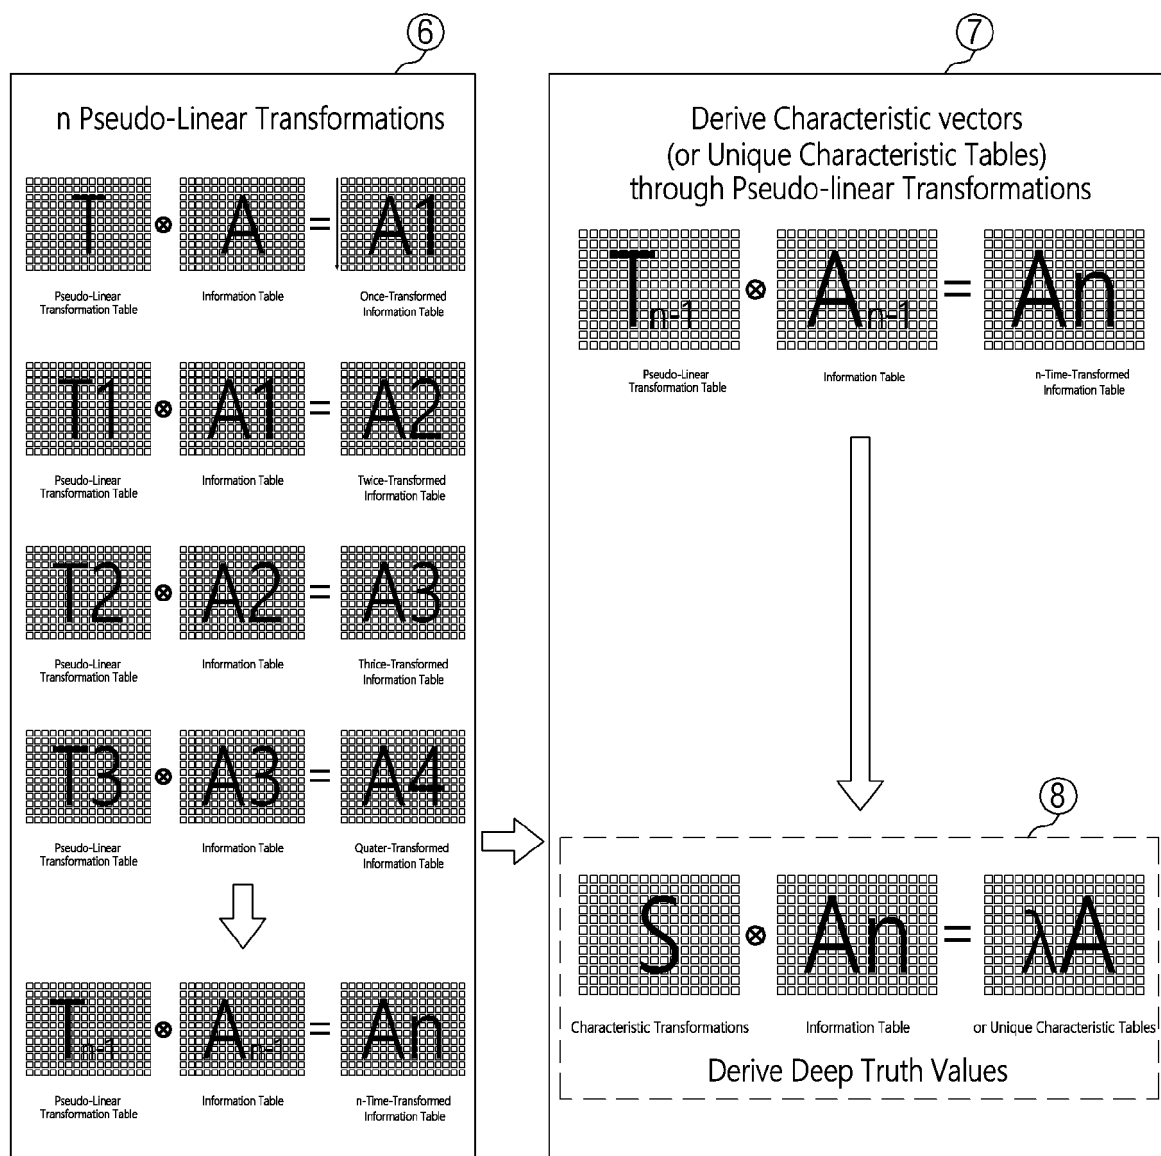 ⑥
n Pseudo-Linear Transformations
T ⊗ A = A1
Pseudo-Linear
Transformation Table
Information Table
Once-Transformed
Information Table
T1 ⊗ A1 = A2
Pseudo-Linear
Transformation Table
Information Table
Twice-Transformed
Information Table
T2 ⊗ A2 = A3
Pseudo-Linear
Transformation Table
Information Table
Thrice-Transformed
Information Table
T3 ⊗ A3 = A4
Pseudo-Linear
Transformation Table
Information Table
Quater-Transformed
Information Table
Tn-1 ⊗ An-1 = An
Pseudo-Linear
Transformation Table
Information Table
n-Time-Transformed
Information Table
⑦
Derive Characteristic vectors
(or Unique Characteristic Tables)
through Pseudo-linear Transformations
Tn-1 ⊗ An-1 = An
Pseudo-Linear
Transformation Table
Information Table
n-Time-Transformed
Information Table
⑧
S ⊗ An = λA
Characteristic Transformations
Information Table
or Unique Characteristic Tables
Derive Deep Truth Values